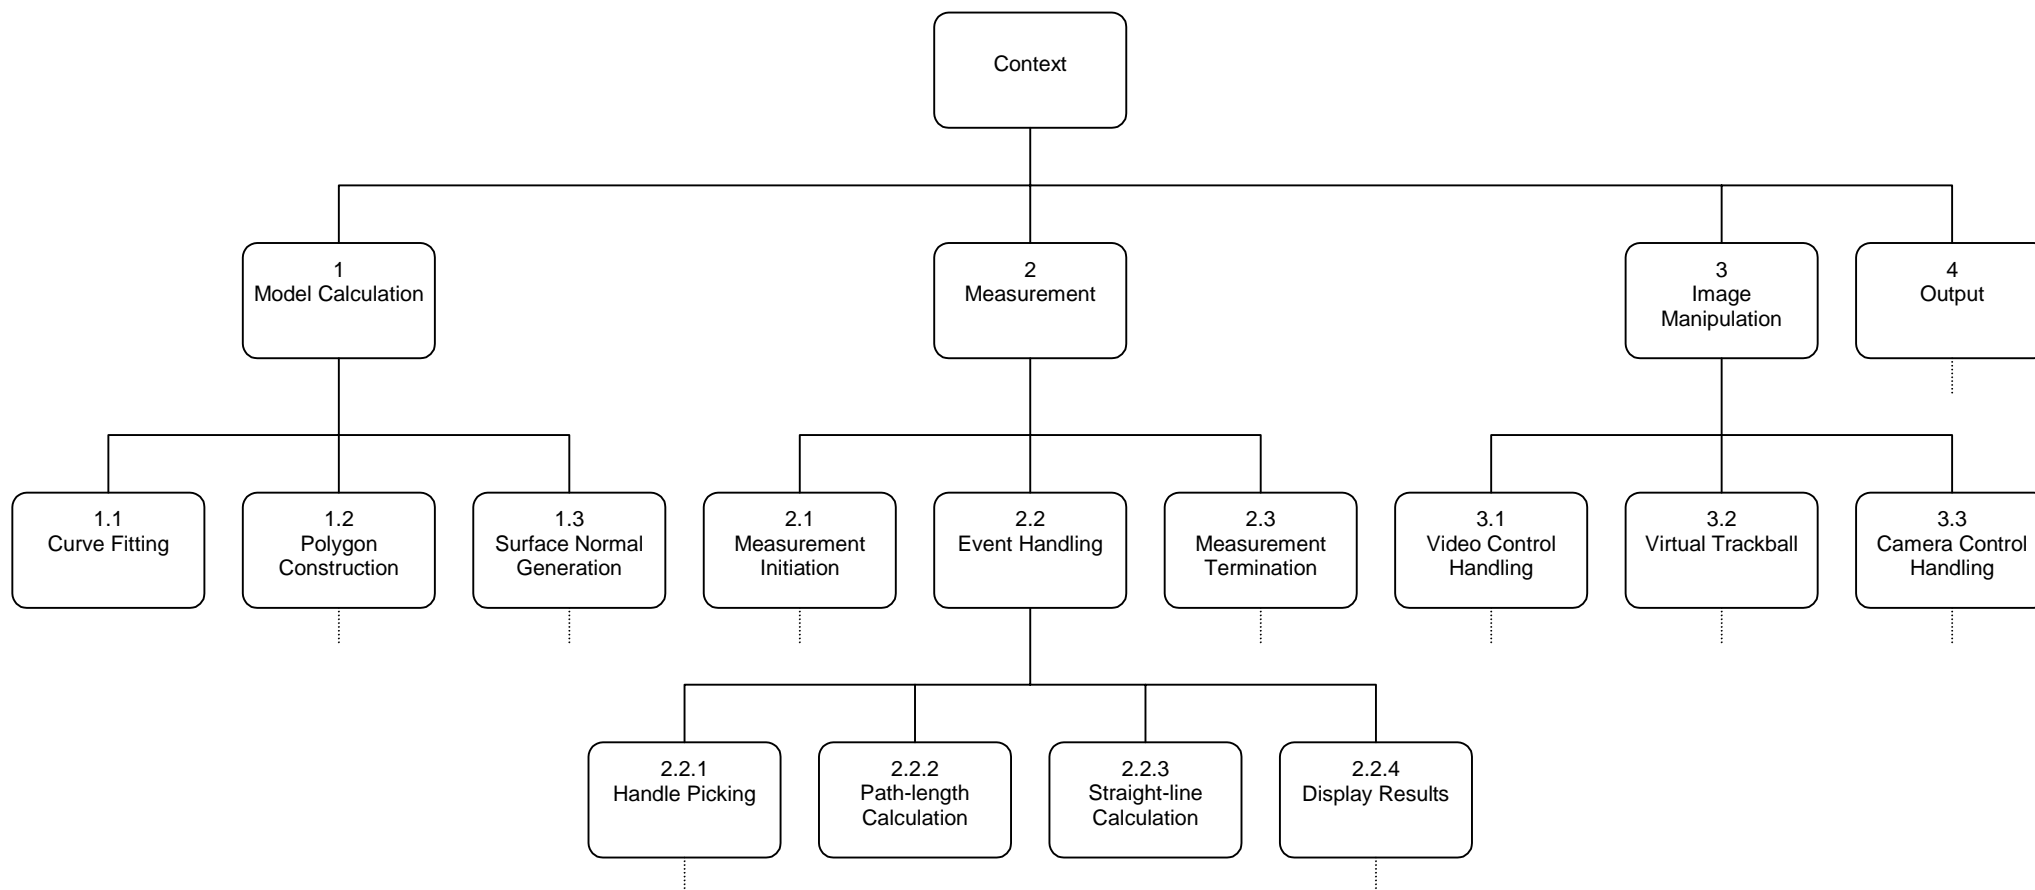 Context
1
Model Calculation
2
Measurement
3
Image
Manipulation
4
Output
1.1
Curve Fitting
1.2
Polygon
Construction
1.3
Surface Normal
Generation
2.1
Measurement
Initiation
2.2
Event Handling
2.3
Measurement
Termination
3.1
Video Control
Handling
3.2
Virtual Trackball
3.3
Camera Control
Handling
2.2.1
Handle Picking
2.2.2
Path-length
Calculation
2.2.3
Straight-line
Calculation
2.2.4
Display Results